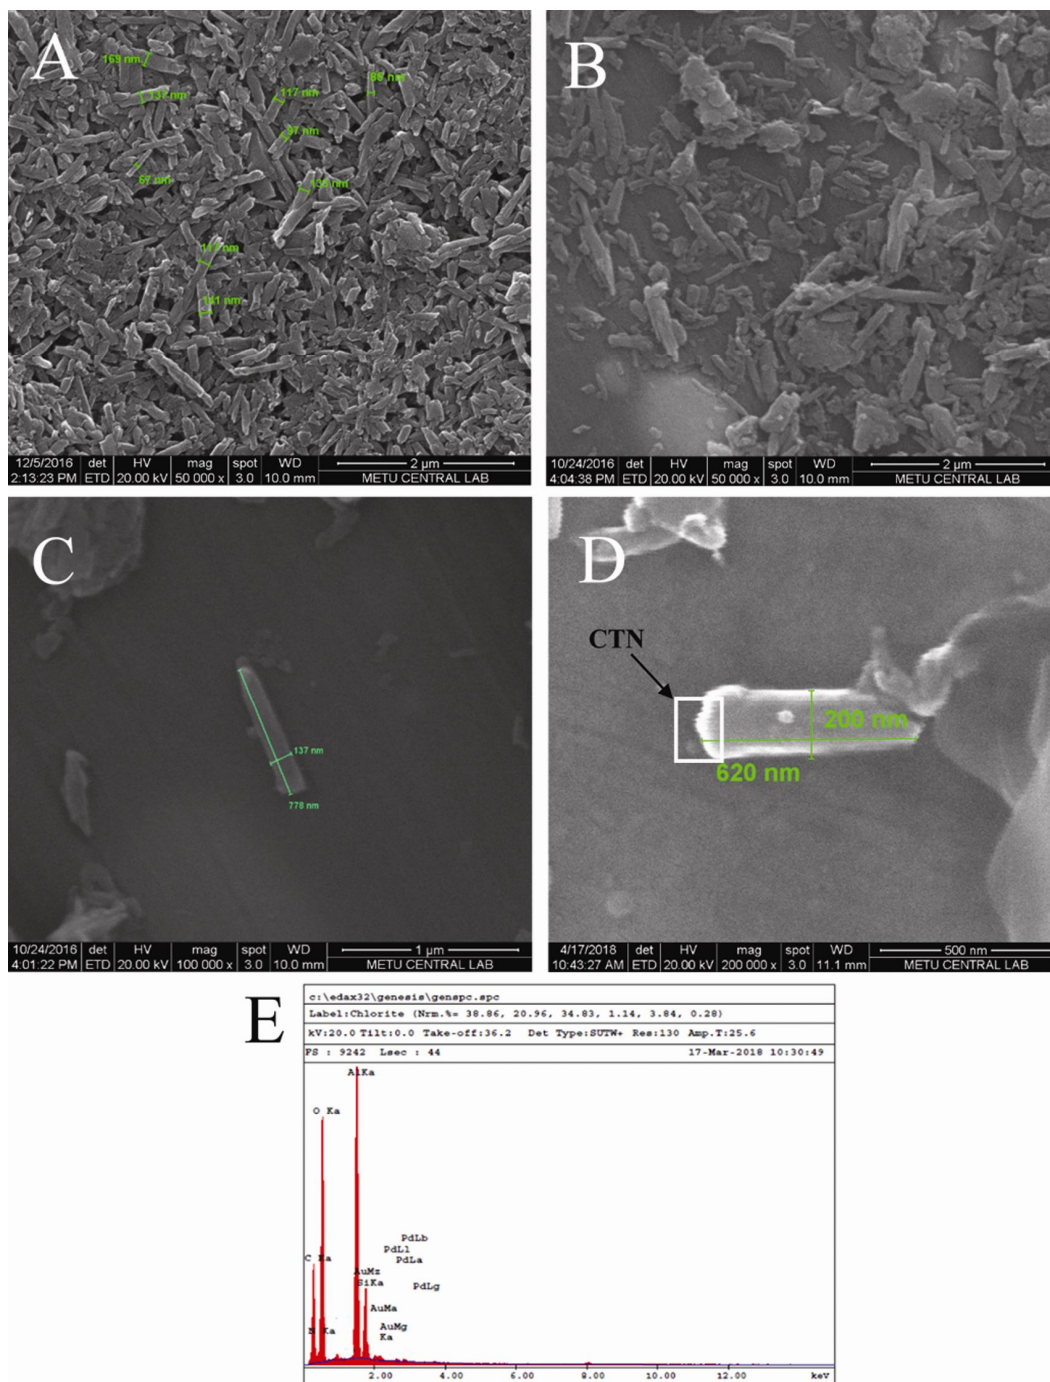 A
169 nm
137 nm
117 nm
97 nm
67 nm
133 nm
117 nm
141 nm
12/5/2016 det HV mag spot WD 2 µm
2:13:23 PM ETD 20.00 kV 50 000 x 3.0 10.0 mm METU CENTRAL LAB
B
10/24/2016 det HV mag spot WD 2 µm
4:04:38 PM ETD 20.00 kV 50 000 x 3.0 10.0 mm METU CENTRAL LAB
C
137 nm
778 nm
10/24/2016 det HV mag spot WD 1 µm
4:01:22 PM ETD 20.00 kV 100 000 x 3.0 10.0 mm METU CENTRAL LAB
D
CTN
200 nm
620 nm
4/17/2018 det HV mag spot WD 500 nm
10:43:27 AM ETD 20.00 kV 200 000 x 3.0 11.1 mm METU CENTRAL LAB
E
c:\edax32\genesis\genspc.spc
Label:Chlorite (Nrm.%= 38.86, 20.96, 34.83, 1.14, 3.84, 0.28)
kV:20.0 Tilt:0.0 Take-off:36.2 Det Type:SUTW+ Res:130 Amp.T:25.6
FS : 9242 Lsec : 44 17-Mar-2018 10:30:49
AlKa
O Ka
PdLb
PdLl
C Ka PdLa
AuMz
SiKa PdLg
AuMa
AuMg
N Ka Ka
2.00 4.00 6.00 8.00 10.00 12.00 keV